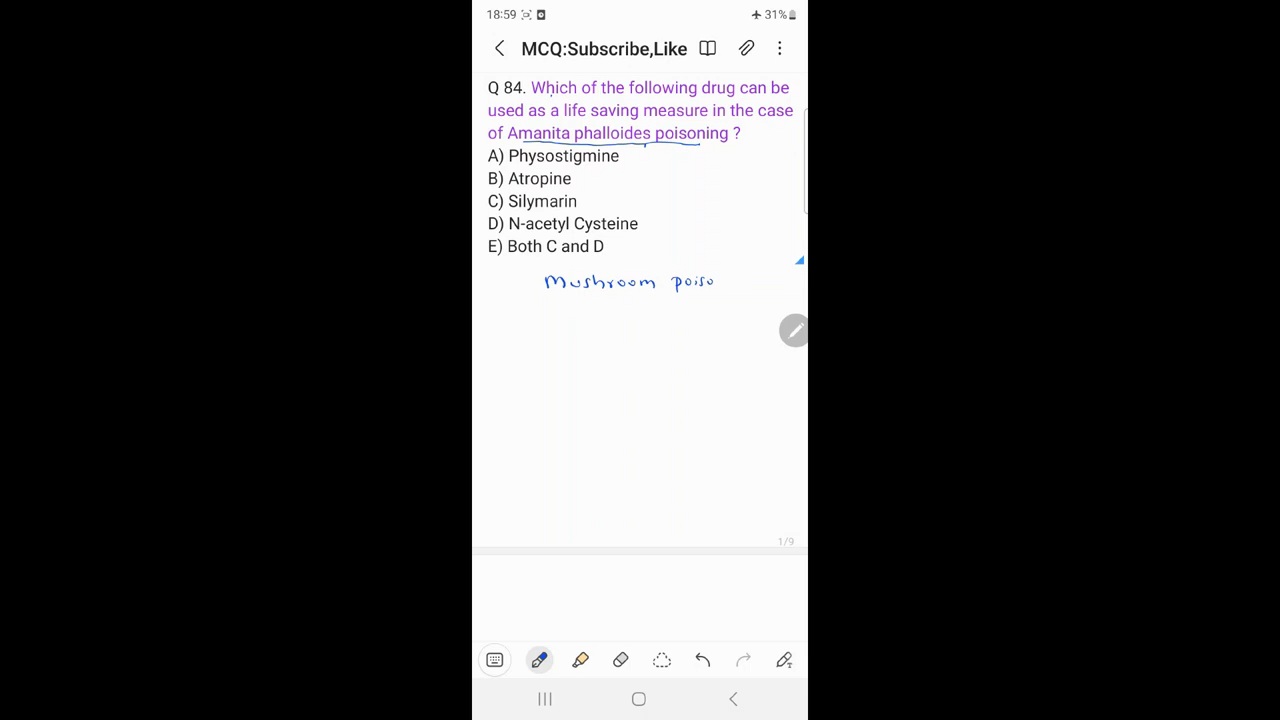 18:59 31%
MCQ:Subscribe,Like
Q 84. Which of the following drug can be
used as a life saving measure in the case
of Amanita phalloides poisoning ?
A) Physostigmine
B) Atropine
C) Silymarin
D) N-acetyl Cysteine
E) Both C and D
Mushroom poiso
1/9